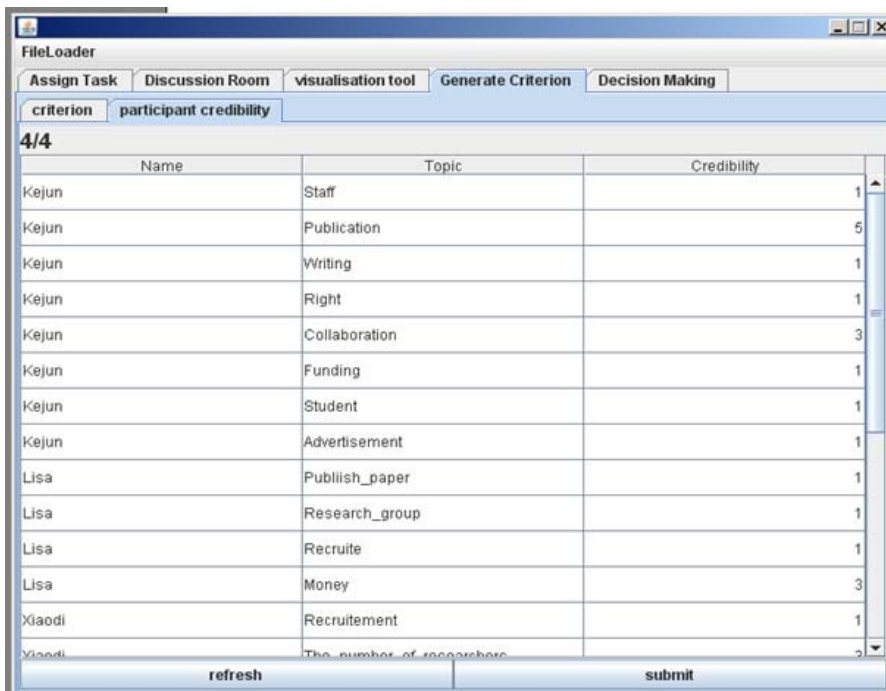 FileLoader
Assign Task Discussion Room visualisation tool Generate Criterion Decision Making
criterion participant credibility
4/4
Name Topic Credibility
Kejun Staff 1
Kejun Publication 5
Kejun Writing 1
Kejun Right 1
Kejun Collaboration 3
Kejun Funding 1
Kejun Student 1
Kejun Advertisement 1
Lisa Publiish_paper 1
Lisa Research_group 1
Lisa Recruite 1
Lisa Money 3
Xiaodi Recruitement 1
Xiaodi The_number_of_researchers
refresh submit